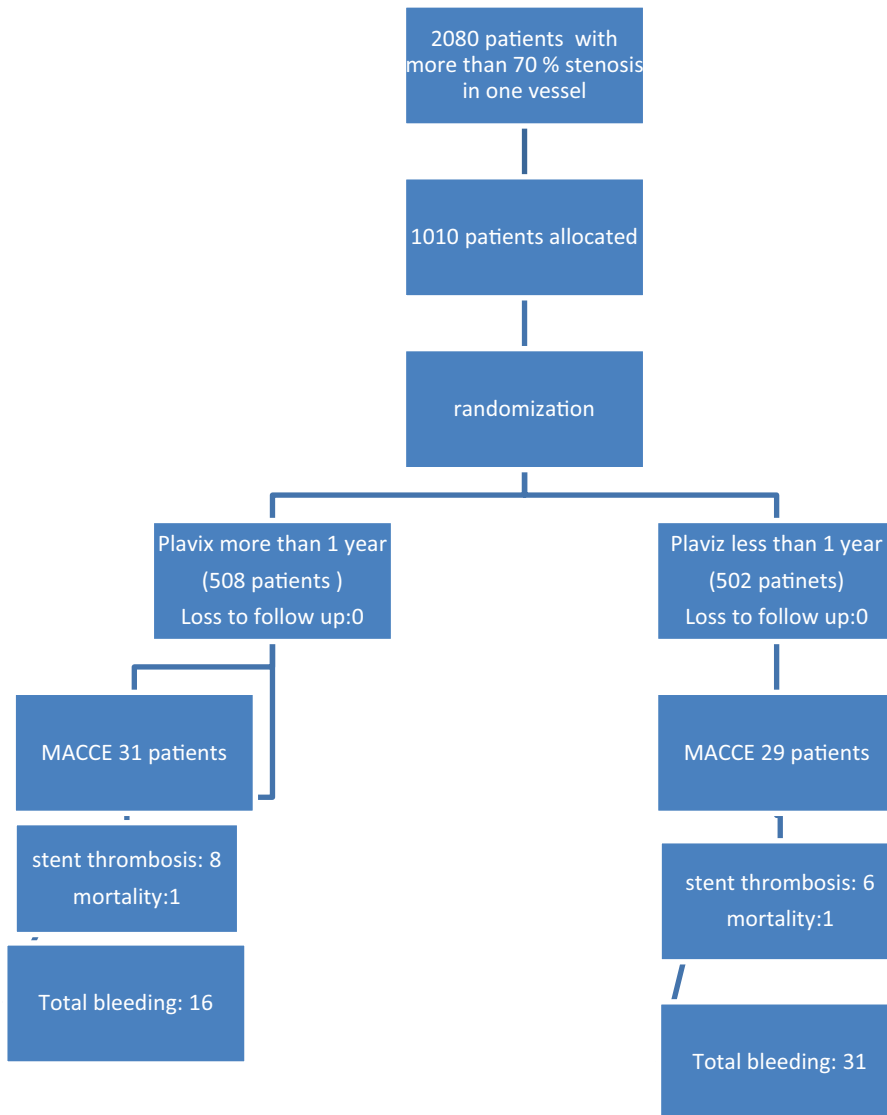 2080 patients with
more than 70 % stenosis
in one vessel
1010 patients allocated
randomization
Plavix more than 1 year
(508 patients )
Loss to follow up:0
Plaviz less than 1 year
(502 patinets)
Loss to follow up:0
MACCE 31 patients
MACCE 29 patients
stent thrombosis: 8
mortality:1
stent thrombosis: 6
mortality:1
Total bleeding: 16
Total bleeding: 31